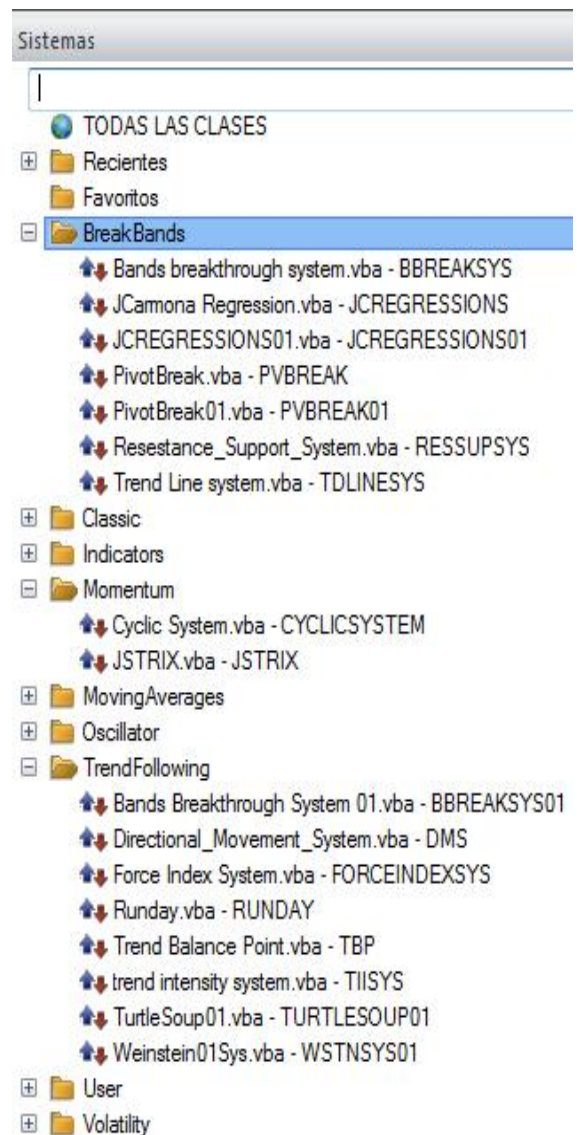 Sistemas
TODAS LAS CLASES
Recientes
Favoritos
BreakBands
Bands breakthrough system.vba - BBREAKSYS
JCarmona Regression.vba - JCREGRESSIONS
JCREGRESSIONS01.vba - JCREGRESSIONS01
PivotBreak.vba - PVBREAK
PivotBreak01.vba - PVBREAK01
Resestance_Support_System.vba - RESSUPSYS
Trend Line system.vba - TDLINESYS
Classic
Indicators
Momentum
Cyclic System.vba - CYCLICSYSTEM
JSTRIX.vba - JSTRIX
MovingAverages
Oscillator
TrendFollowing
Bands Breakthrough System 01.vba - BBREAKSYS01
Directional_Movement_System.vba - DMS
Force Index System.vba - FORCEINDEXSYS
Runday.vba - RUNDAY
Trend Balance Point.vba - TBP
trend intensity system.vba - TIISYS
TurtleSoup01.vba - TURTLESOUP01
Weinstein01Sys.vba - WSTNSYS01
User
Volatility